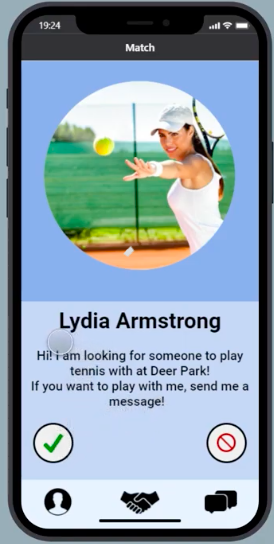 19:24
Match
Lydia Armstrong
Hi! I am looking for someone to play
tennis with at Deer Park!
If you want to play with me, send me a
message!